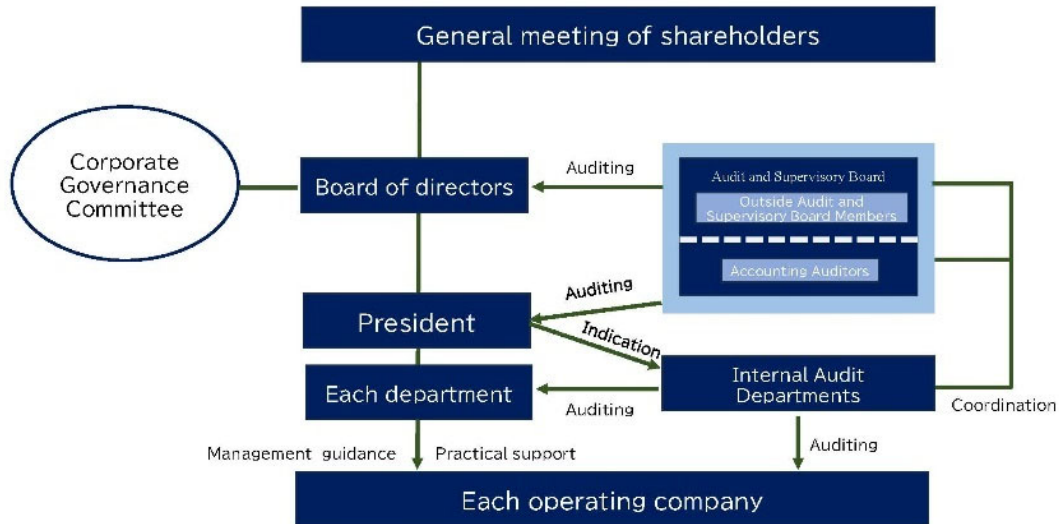 General meeting of shareholders
Corporate
Governance
Committee
Board of directors
Auditing
Audit and Supervisory Board
Outside Audit and
Supervisory Board Members
Accounting Auditors
Auditing
President
Indication
Each department
Auditing
Internal Audit
Departments
Coordination
Management guidance
Practical support
Auditing
Each operating company